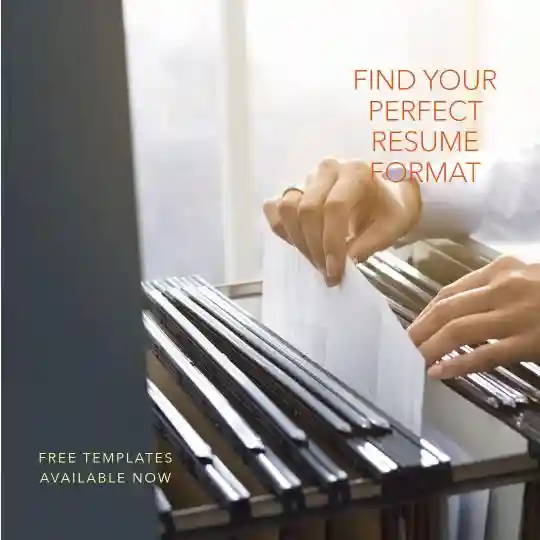 FIND YOUR
PERFECT
RESUME
FORMAT
FREE TEMPLATES
AVAILABLE NOW